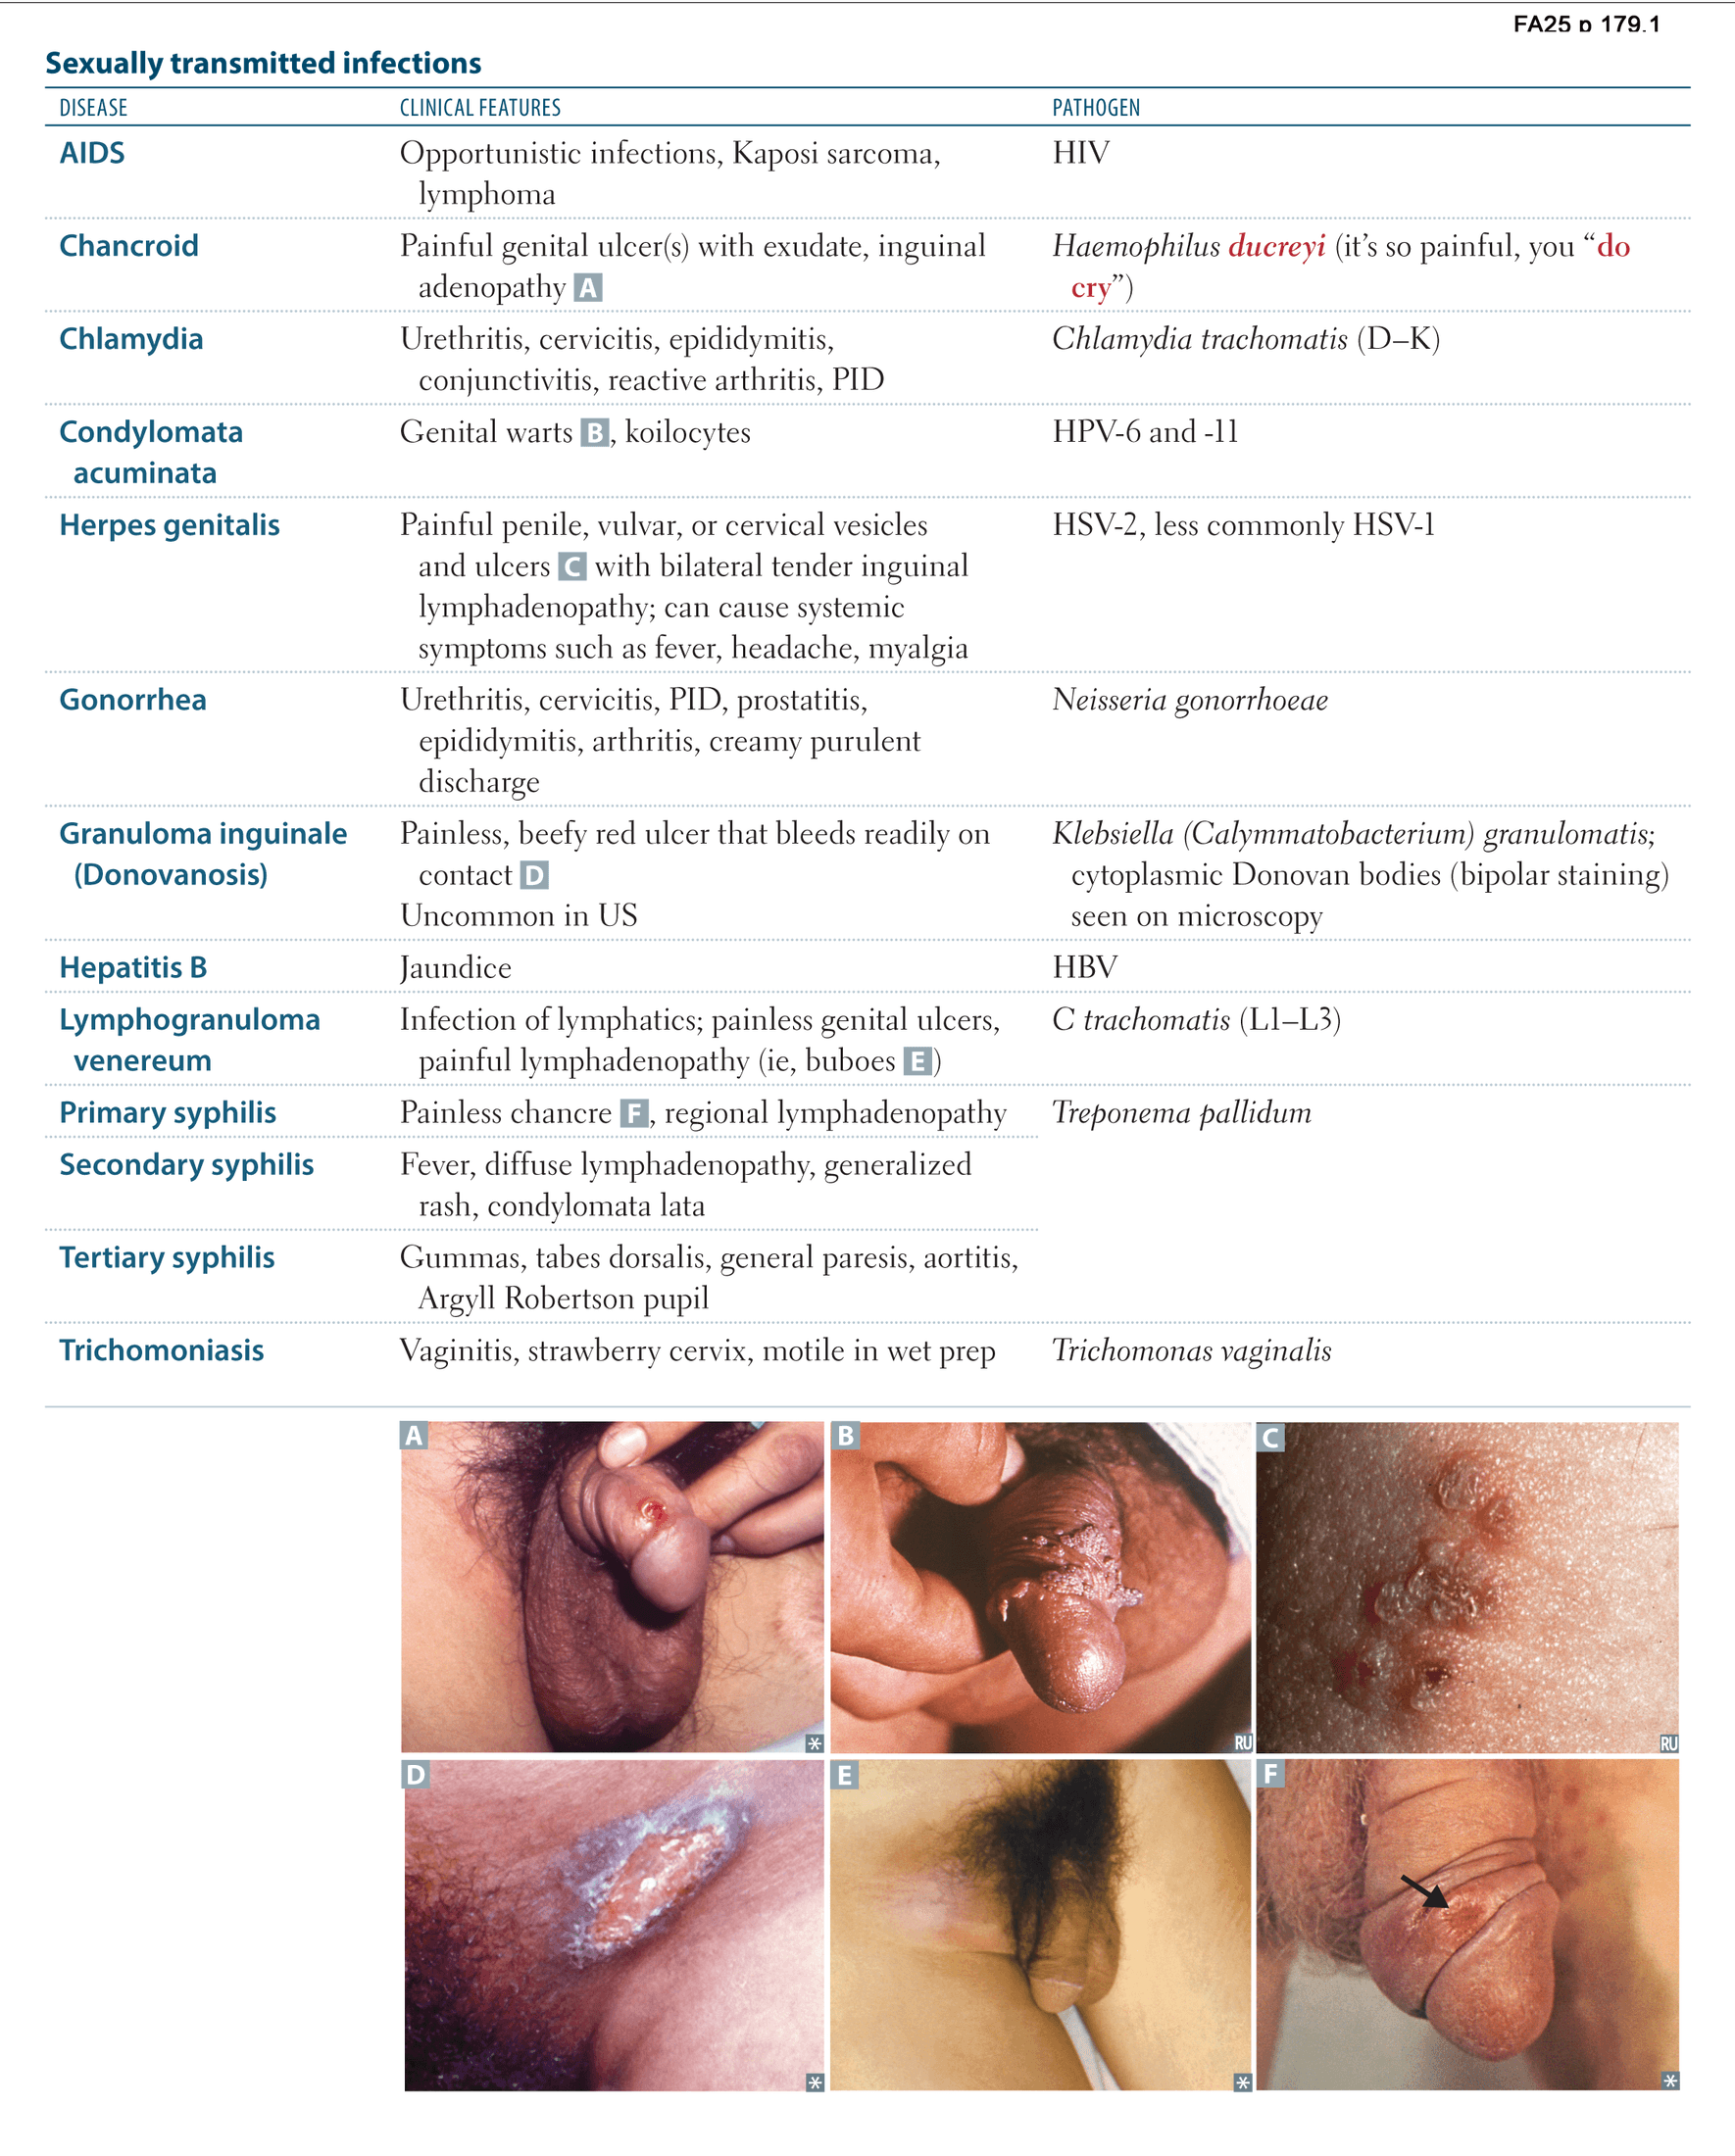 FA25 p 179.1
Sexually transmitted infections
DISEASE CLINICAL FEATURES PATHOGEN
AIDS Opportunistic infections, Kaposi sarcoma, HIV
lymphoma
Chancroid Painful genital ulcer(s) with exudate, inguinal Haemophilus ducreyi (it’s so painful, you “do
adenopathy A cry”)
Chlamydia Urethritis, cervicitis, epididymitis, Chlamydia trachomatis (D–K)
conjunctivitis, reactive arthritis, PID
Condylomata Genital warts B, koilocytes HPV-6 and -11
acuminata
Herpes genitalis Painful penile, vulvar, or cervical vesicles HSV-2, less commonly HSV-1
and ulcers C with bilateral tender inguinal
lymphadenopathy; can cause systemic
symptoms such as fever, headache, myalgia
Gonorrhea Urethritis, cervicitis, PID, prostatitis, Neisseria gonorrhoeae
epididymitis, arthritis, creamy purulent
discharge
Granuloma inguinale Painless, beefy red ulcer that bleeds readily on Klebsiella (Calymmatobacterium) granulomatis;
(Donovanosis) contact D cytoplasmic Donovan bodies (bipolar staining)
Uncommon in US seen on microscopy
Hepatitis B Jaundice HBV
Lymphogranuloma Infection of lymphatics; painless genital ulcers, C trachomatis (L1–L3)
venereum painful lymphadenopathy (ie, buboes E)
Primary syphilis Painless chancre F, regional lymphadenopathy Treponema pallidum
Secondary syphilis Fever, diffuse lymphadenopathy, generalized
rash, condylomata lata
Tertiary syphilis Gummas, tabes dorsalis, general paresis, aortitis,
Argyll Robertson pupil
Trichomoniasis Vaginitis, strawberry cervix, motile in wet prep Trichomonas vaginalis
A B C
* RU RU
D E F
* * *